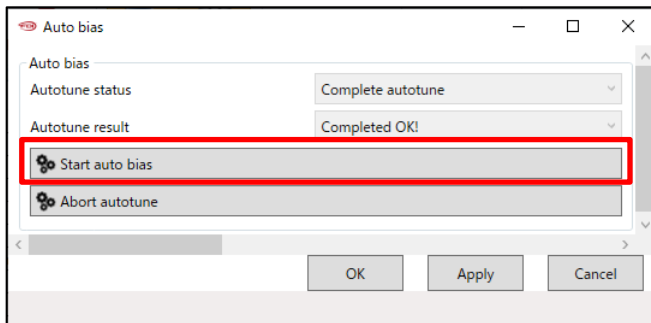 Auto bias
Auto bias
Autotune status Complete autotune
Autotune result Completed OK!
Start auto bias
Abort autotune
OK Apply Cancel